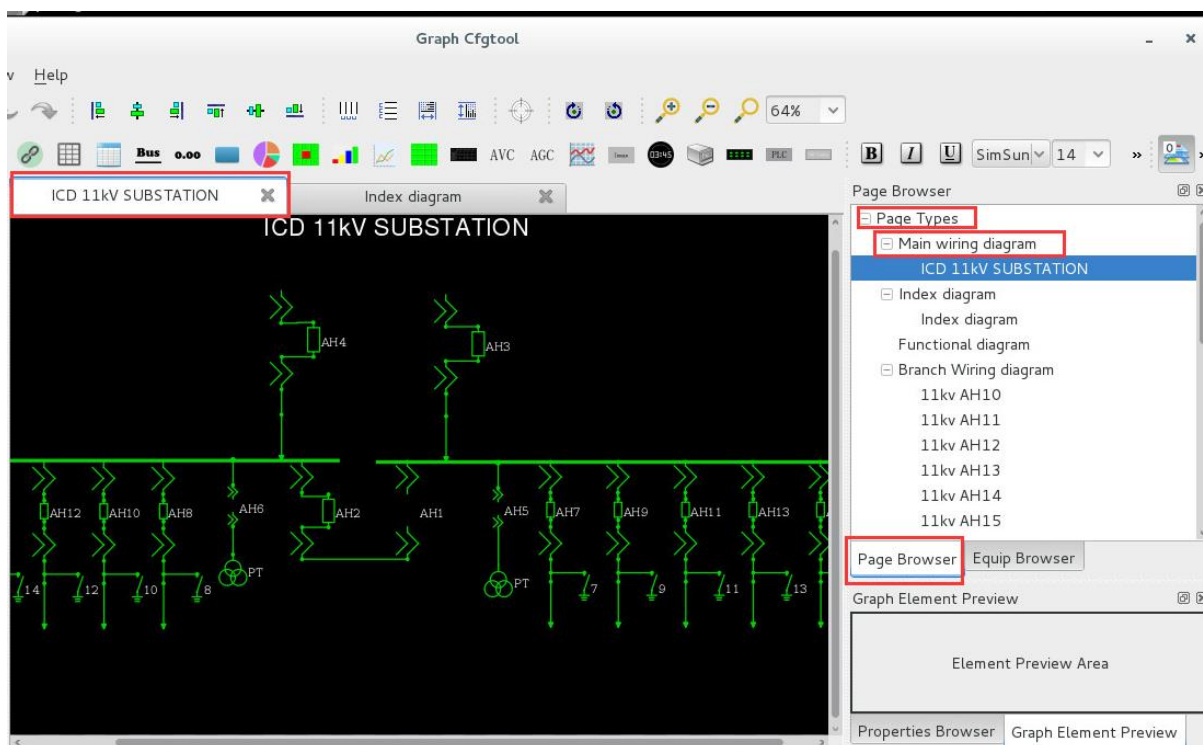 Graph Cfgtool
Help
64%
Bus 0.00 AVC AGC 03:45 PLC B I U SimSun 14 »
ICD 11kV SUBSTATION
Index diagram
ICD 11kV SUBSTATION
AH4
AH3
AH12
AH10
AH8
AH6
AH2
AH1
AH5
AH7
AH9
AH11
AH13
PT
PT
14
12
10
8
7
9
11
13
Page Browser
Page Types
Main wiring diagram
ICD 11kV SUBSTATION
Index diagram
Index diagram
Functional diagram
Branch Wiring diagram
11kv AH10
11kv AH11
11kv AH12
11kv AH13
11kv AH14
11kv AH15
Page Browser
Equip Browser
Graph Element Preview
Element Preview Area
Properties Browser
Graph Element Preview